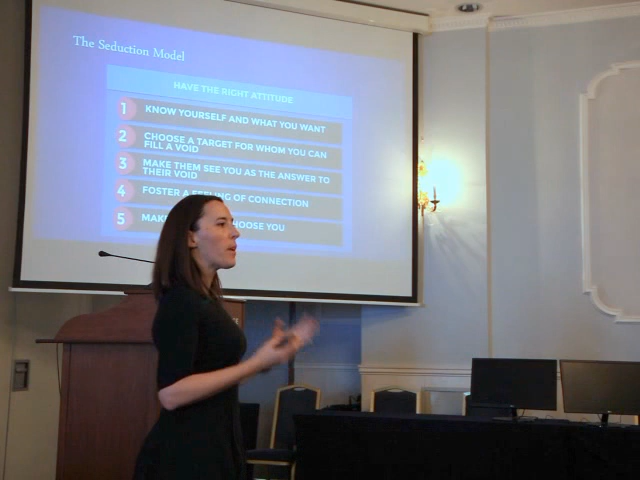 The Seduction Model
HAVE THE RIGHT ATTITUDE
1 KNOW YOURSELF AND WHAT YOU WANT
2 CHOOSE A TARGET FOR WHOM YOU CAN
FILL A VOID
3 MAKE THEM SEE YOU AS THE ANSWER TO
THEIR VOID
4 FOSTER A FEELING OF CONNECTION
5 CHOOSE YOU